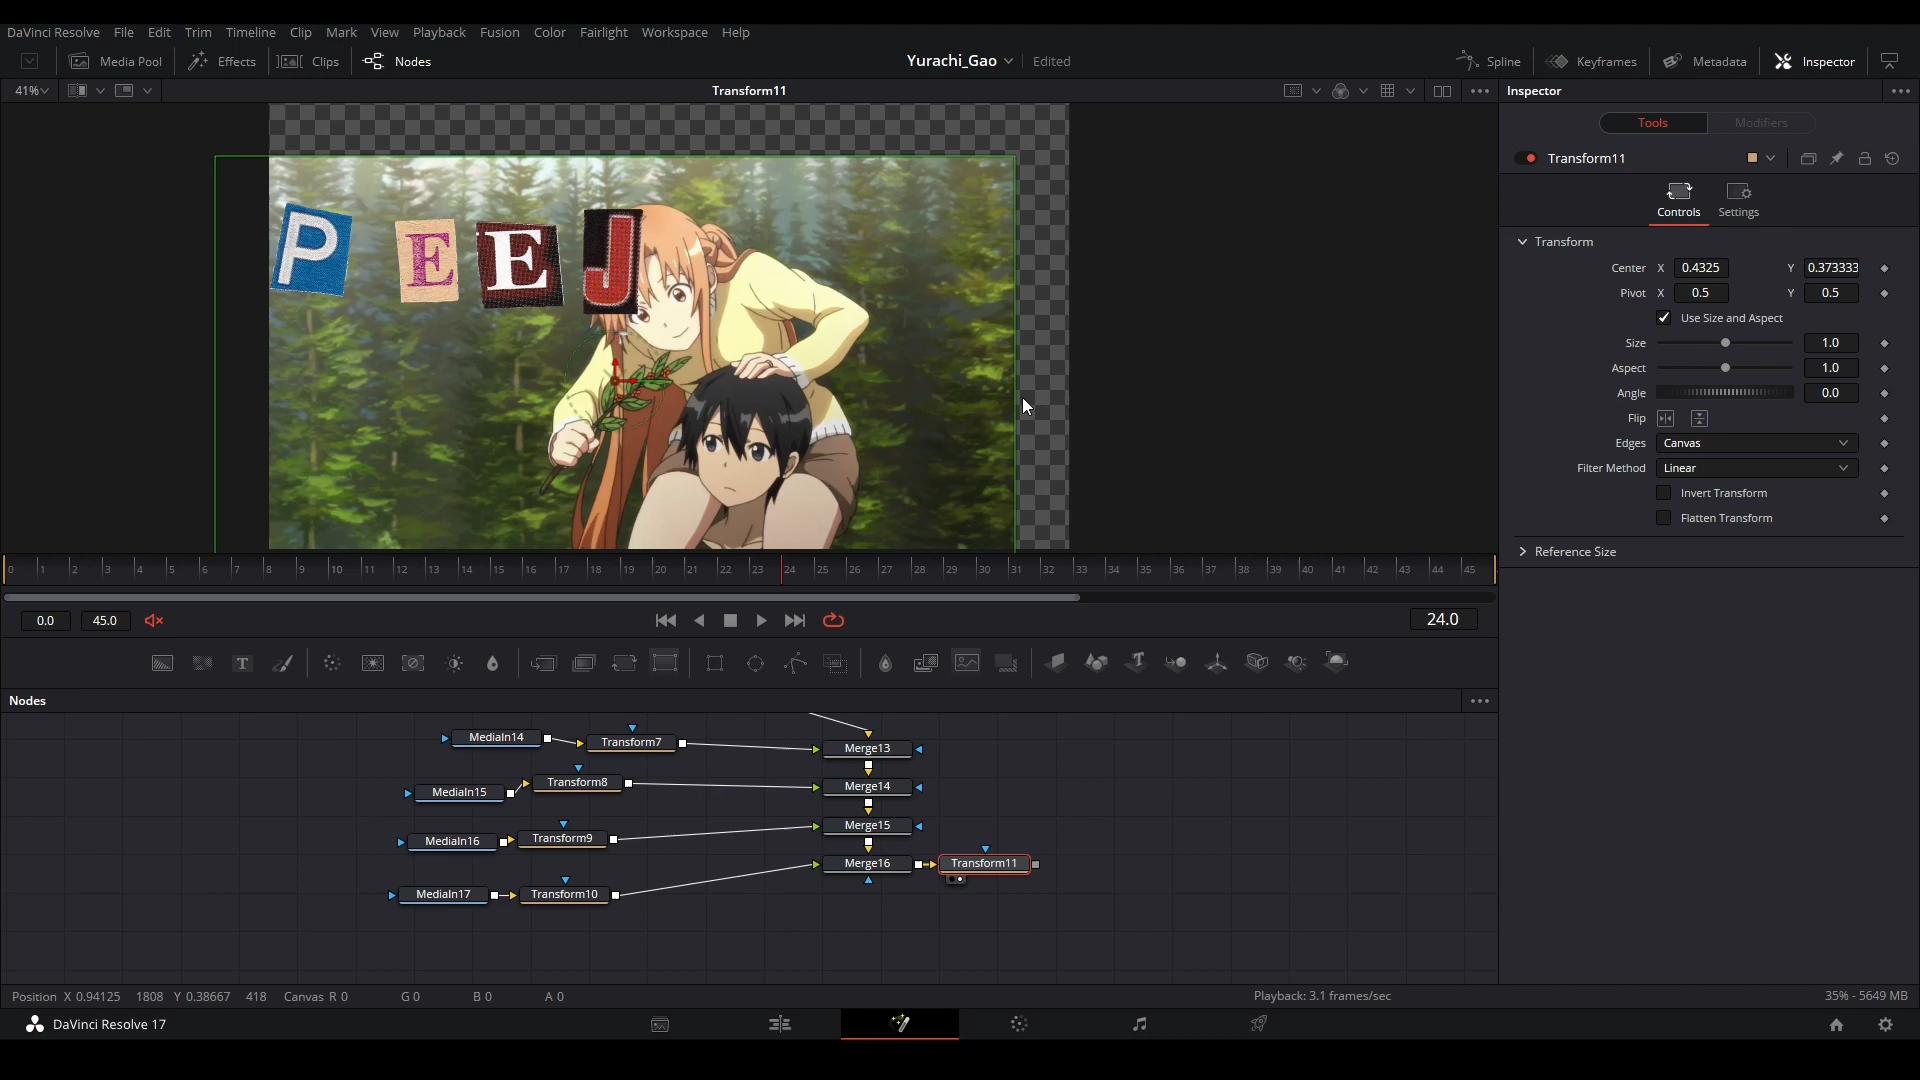 DaVinci Resolve File Edit Trim Timeline Clip Mark View Playback Fusion Color Fairlight Workspace Help
Media Pool Effects Clips Nodes Yurachi_Gao Edited Spline Keyframes Metadata Inspector
41% Transform11 Inspector
Tools Modifiers
Transform11
Controls Settings
Transform
Center X 0.4325 Y 0.373333
Pivot X 0.5 Y 0.5
Use Size and Aspect
Size 1.0
Aspect 1.0
Angle 0.0
Flip
Edges Canvas
Filter Method Linear
Invert Transform
Flatten Transform
Reference Size
P E E J
0 1 2 3 4 5 6 7 8 9 10 11 12 13 14 15 16 17 18 19 20 21 22 23 24 25 26 27 28 29 30 31 32 33 34 35 36 37 38 39 40 41 42 43 44 45
0.0 45.0 24.0
T T
Nodes
MediaIn14 Transform7 Merge13
MediaIn15 Transform8 Merge14
MediaIn16 Transform9 Merge15
Merge16 Transform11
MediaIn17 Transform10
Position X 0.94125 1808 Y 0.38667 418 Canvas R 0 G 0 B 0 A 0 Playback: 3.1 frames/sec 35% - 5649 MB
DaVinci Resolve 17